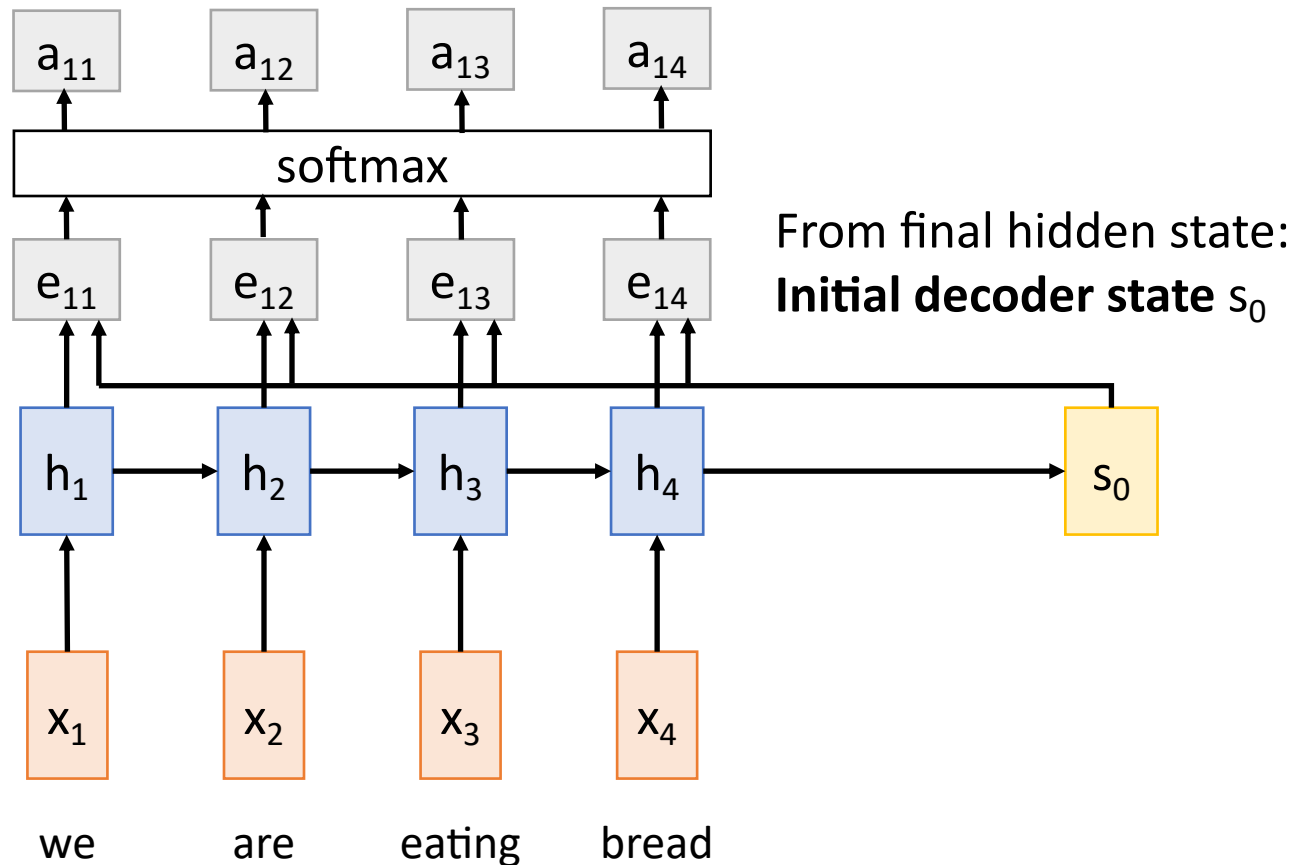 a₁₁ a₁₂ a₁₃ a₁₄
softmax
e₁₁ e₁₂ e₁₃ e₁₄
From final hidden state:
Initial decoder state s₀
h₁ h₂ h₃ h₄ s₀
x₁ x₂ x₃ x₄
we are eating bread